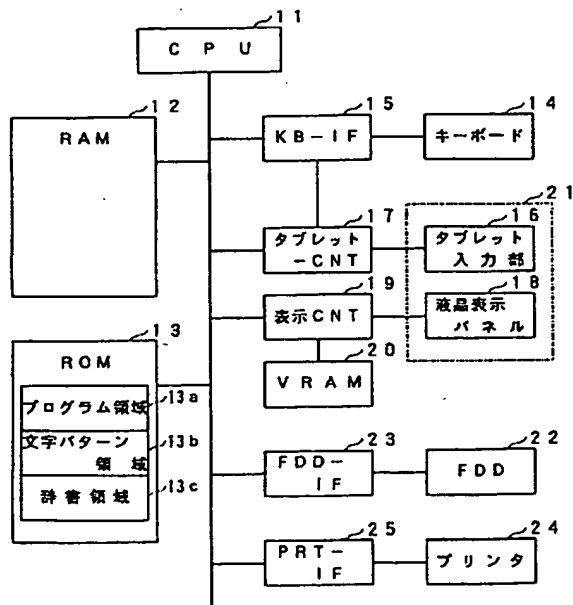 11
CPU
12
RAM
15
KB-IF
14
キーボード
21
17
タブレット
-CNT
16
タブレット
入力部
19
表示CNT
18
液晶表示
パネル
20
VRAM
13
ROM
プログラム領域
13a
文字パターン
領域
13b
辞書領域
13c
23
FDD-
IF
22
FDD
25
PRT-
IF
24
プリンタ